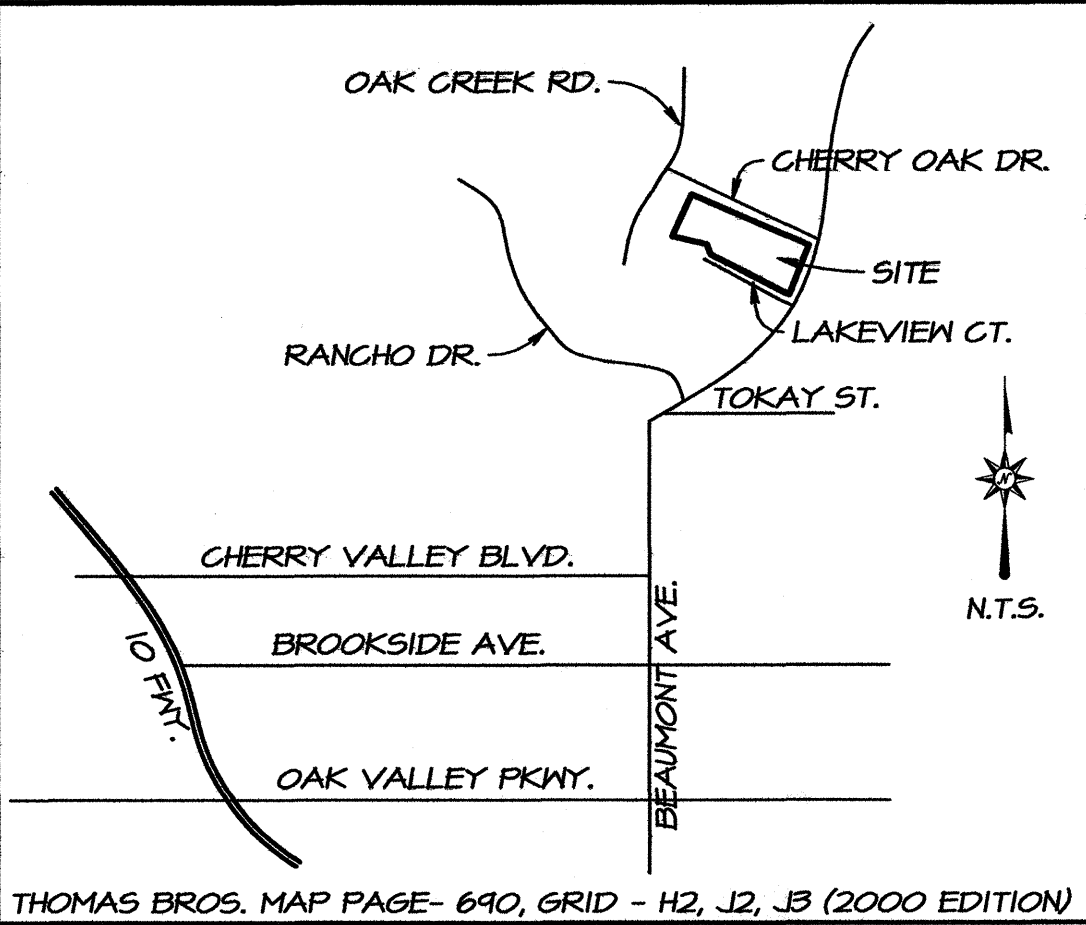 OAK CREEK RD.
CHERRY OAK DR.
SITE
LAKEVIEW CT.
RANCHO DR.
TOKAY ST.
N
N.T.S.
CHERRY VALLEY BLVD.
BROOKSIDE AVE.
BEAUMONT AVE.
10 FWY.
OAK VALLEY PKWY.
THOMAS BROS. MAP PAGE- 690, GRID - H2, J2, J3 (2000 EDITION)